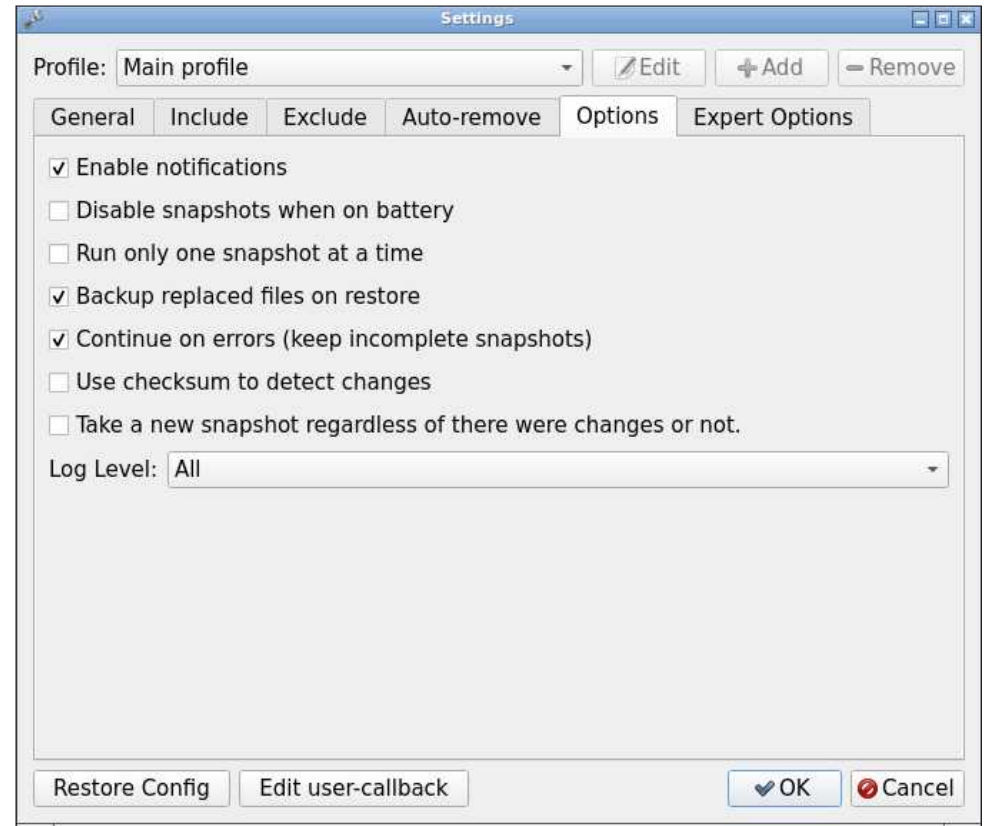 Settings
Profile: Main profile Edit Add Remove
General Include Exclude Auto-remove Options Expert Options
Enable notifications
Disable snapshots when on battery
Run only one snapshot at a time
Backup replaced files on restore
Continue on errors (keep incomplete snapshots)
Use checksum to detect changes
Take a new snapshot regardless of there were changes or not.
Log Level: All
Restore Config Edit user-callback OK Cancel